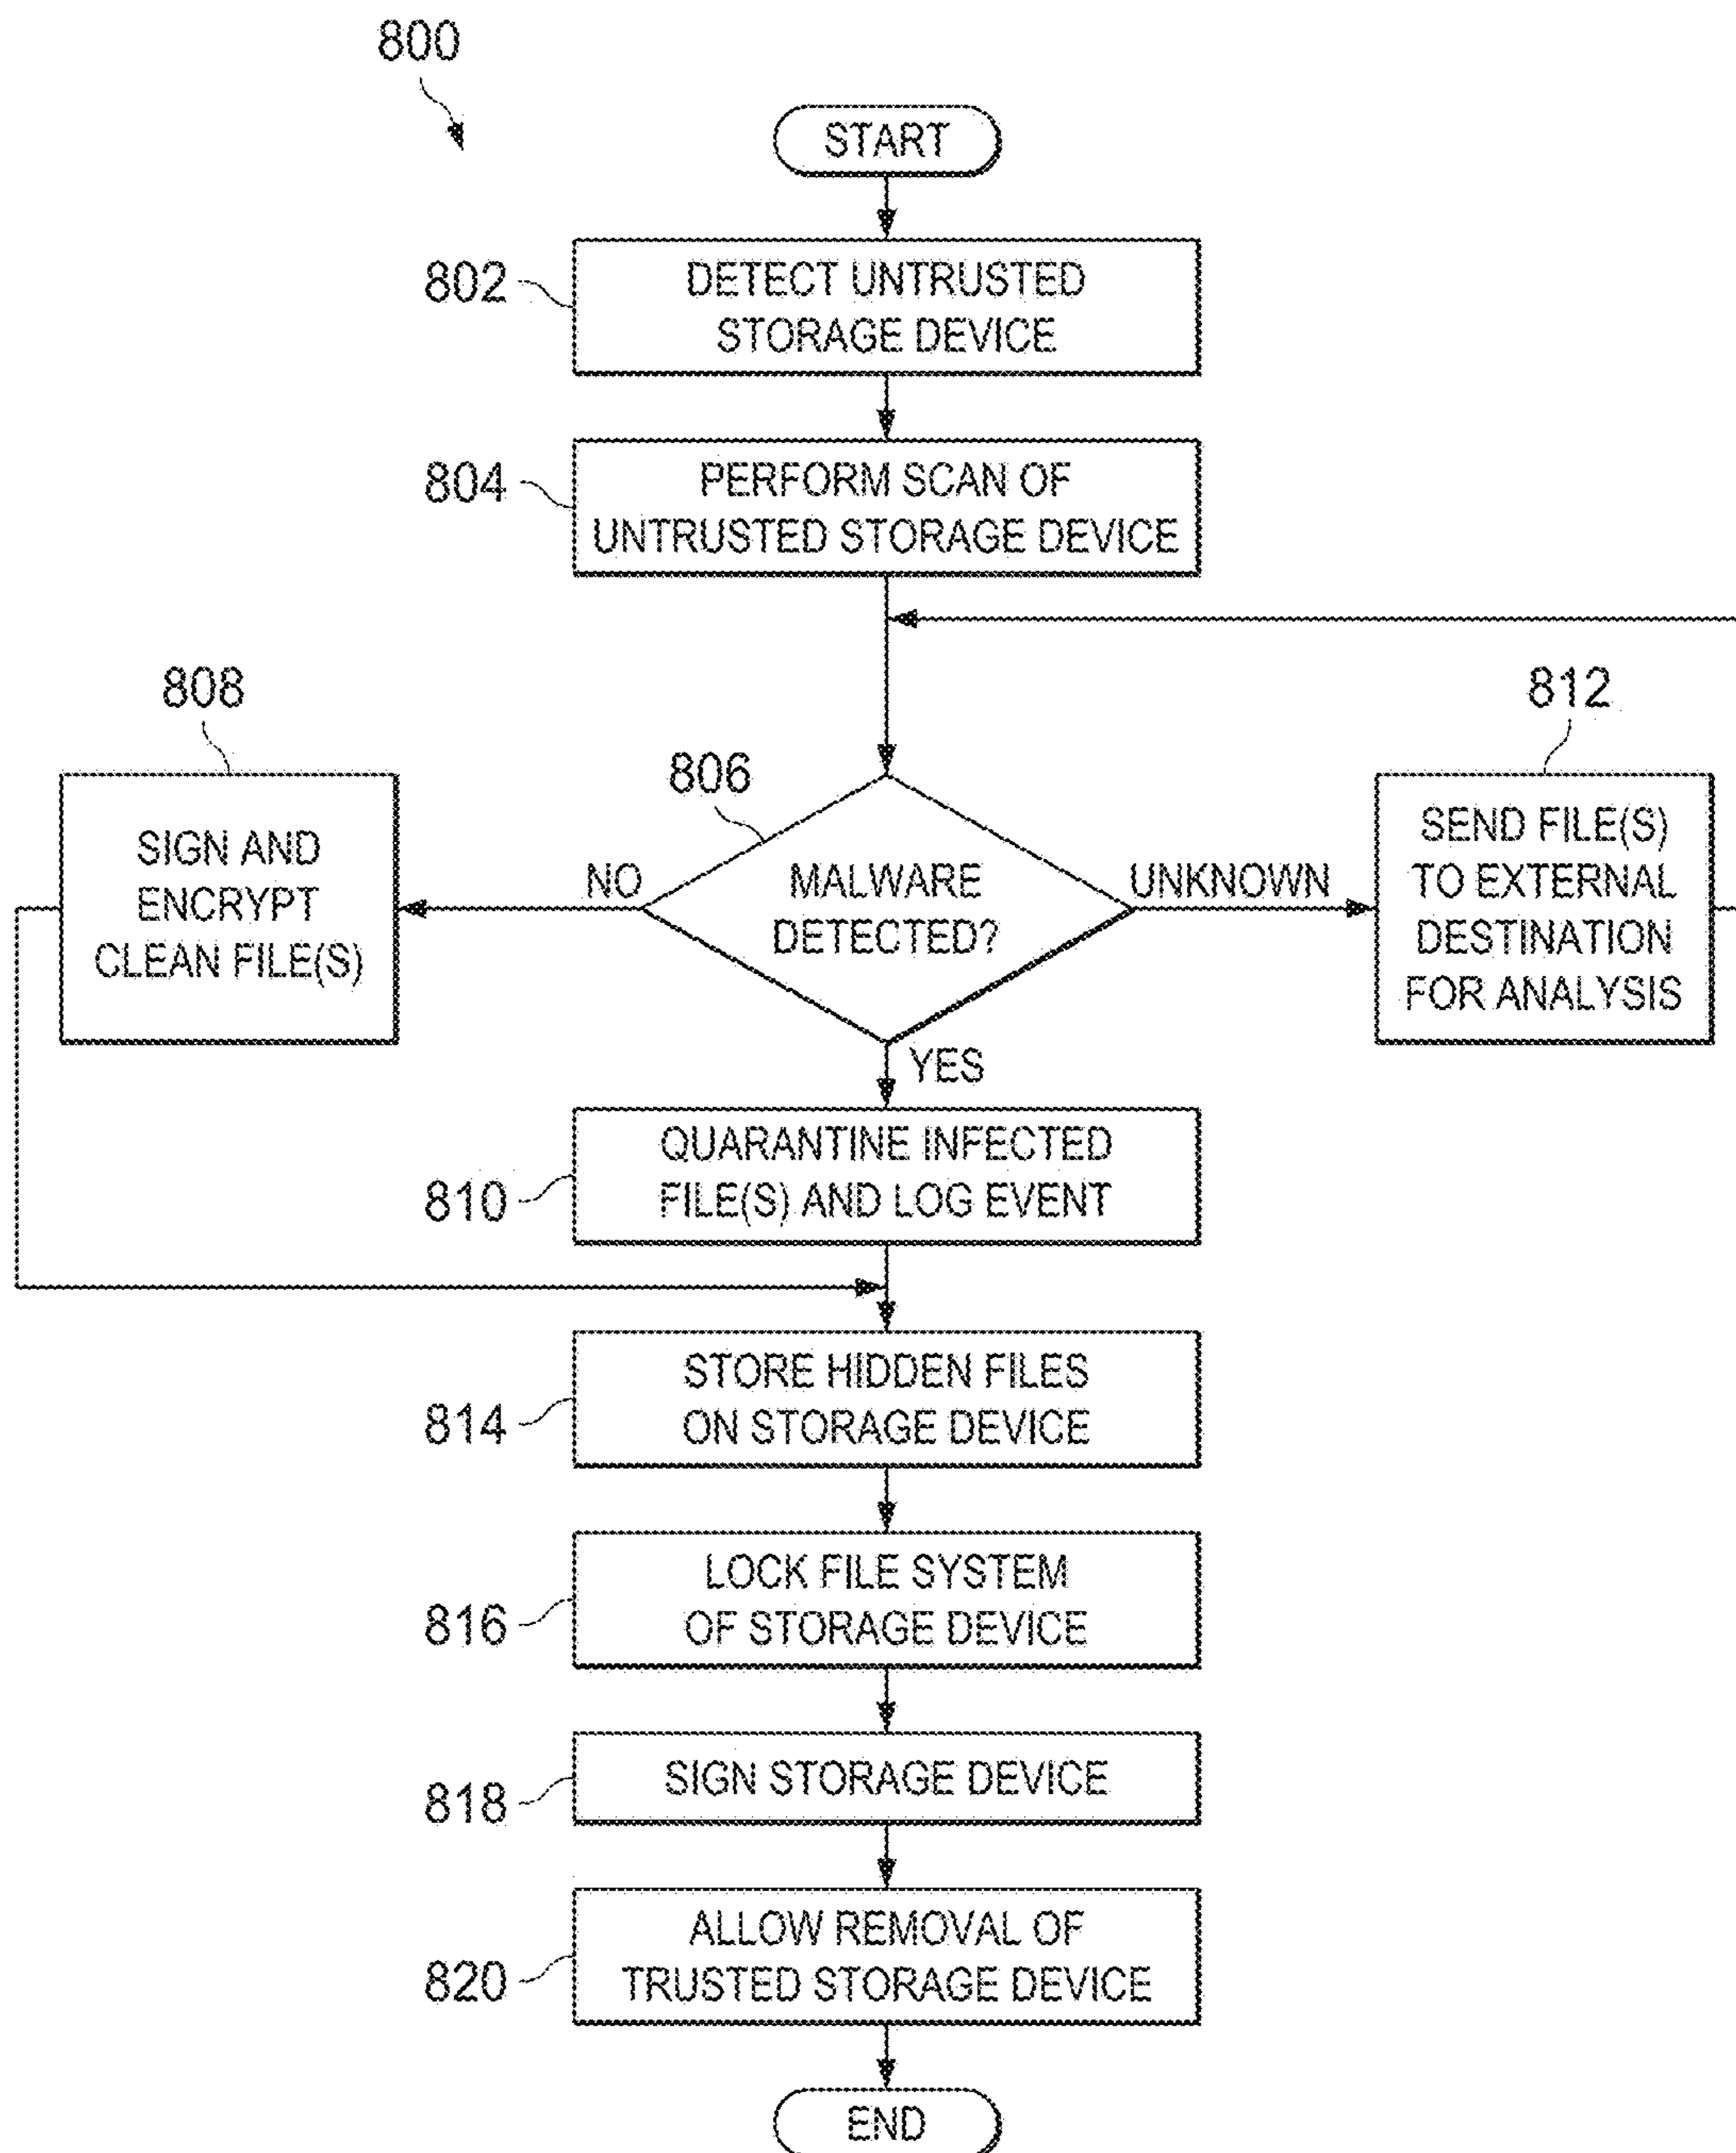 800
START
802
DETECT UNTRUSTED
STORAGE DEVICE
804
PERFORM SCAN OF
UNTRUSTED STORAGE DEVICE
808
SIGN AND
ENCRYPT
CLEAN FILE(S)
NO
806
MALWARE
DETECTED?
UNKNOWN
812
SEND FILE(S)
TO EXTERNAL
DESTINATION
FOR ANALYSIS
YES
810
QUARANTINE INFECTED
FILE(S) AND LOG EVENT
814
STORE HIDDEN FILES
ON STORAGE DEVICE
816
LOCK FILE SYSTEM
OF STORAGE DEVICE
818
SIGN STORAGE DEVICE
820
ALLOW REMOVAL OF
TRUSTED STORAGE DEVICE
END